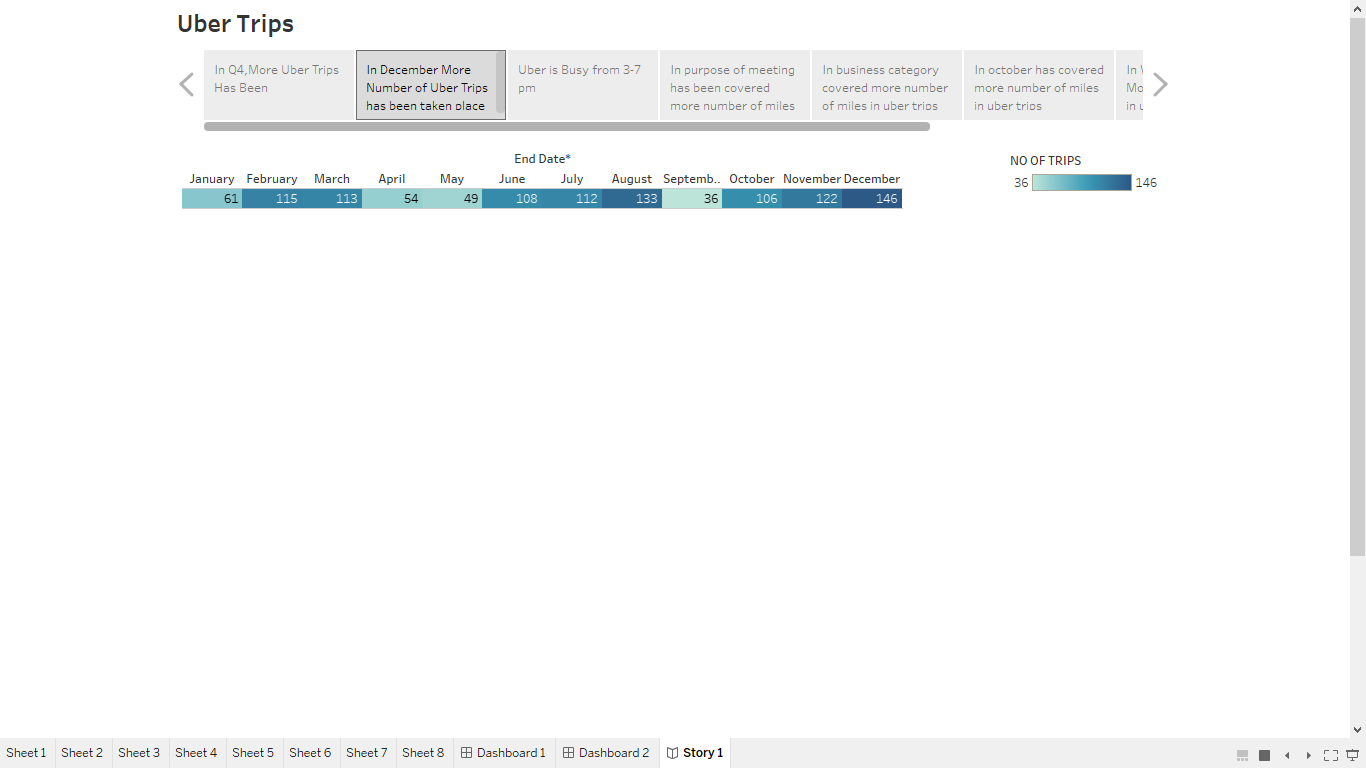 Uber Trips
In Q4,More Uber Trips
Has Been
In December More
Number of Uber Trips
has been taken place
Uber is Busy from 3-7
pm
In purpose of meeting
has been covered
more number of miles
In business category
covered more number
of miles in uber trips
In october has covered
more number of miles
in uber trips
In
Mo
in u
End Date*
January February March April May June July August Septemb.. October November December
61 115 113 54 49 108 112 133 36 106 122 146
NO OF TRIPS
36 146
Sheet 1 Sheet 2 Sheet 3 Sheet 4 Sheet 5 Sheet 6 Sheet 7 Sheet 8 Dashboard 1 Dashboard 2 Story 1